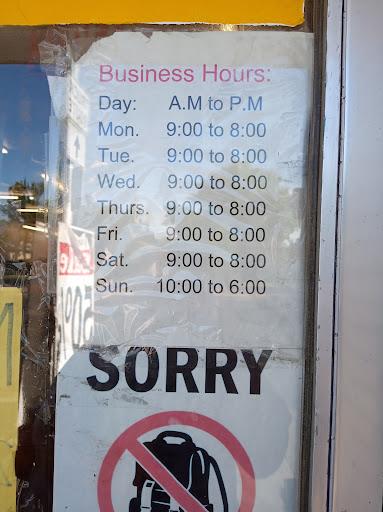 Business Hours:
Day: A.M to P.M
Mon. 9:00 to 8:00
Tue. 9:00 to 8:00
Wed. 9:00 to 8:00
Thurs. 9:00 to 8:00
Fri. 9:00 to 8:00
Sat. 9:00 to 8:00
Sun. 10:00 to 6:00
Sale
50%
SORRY